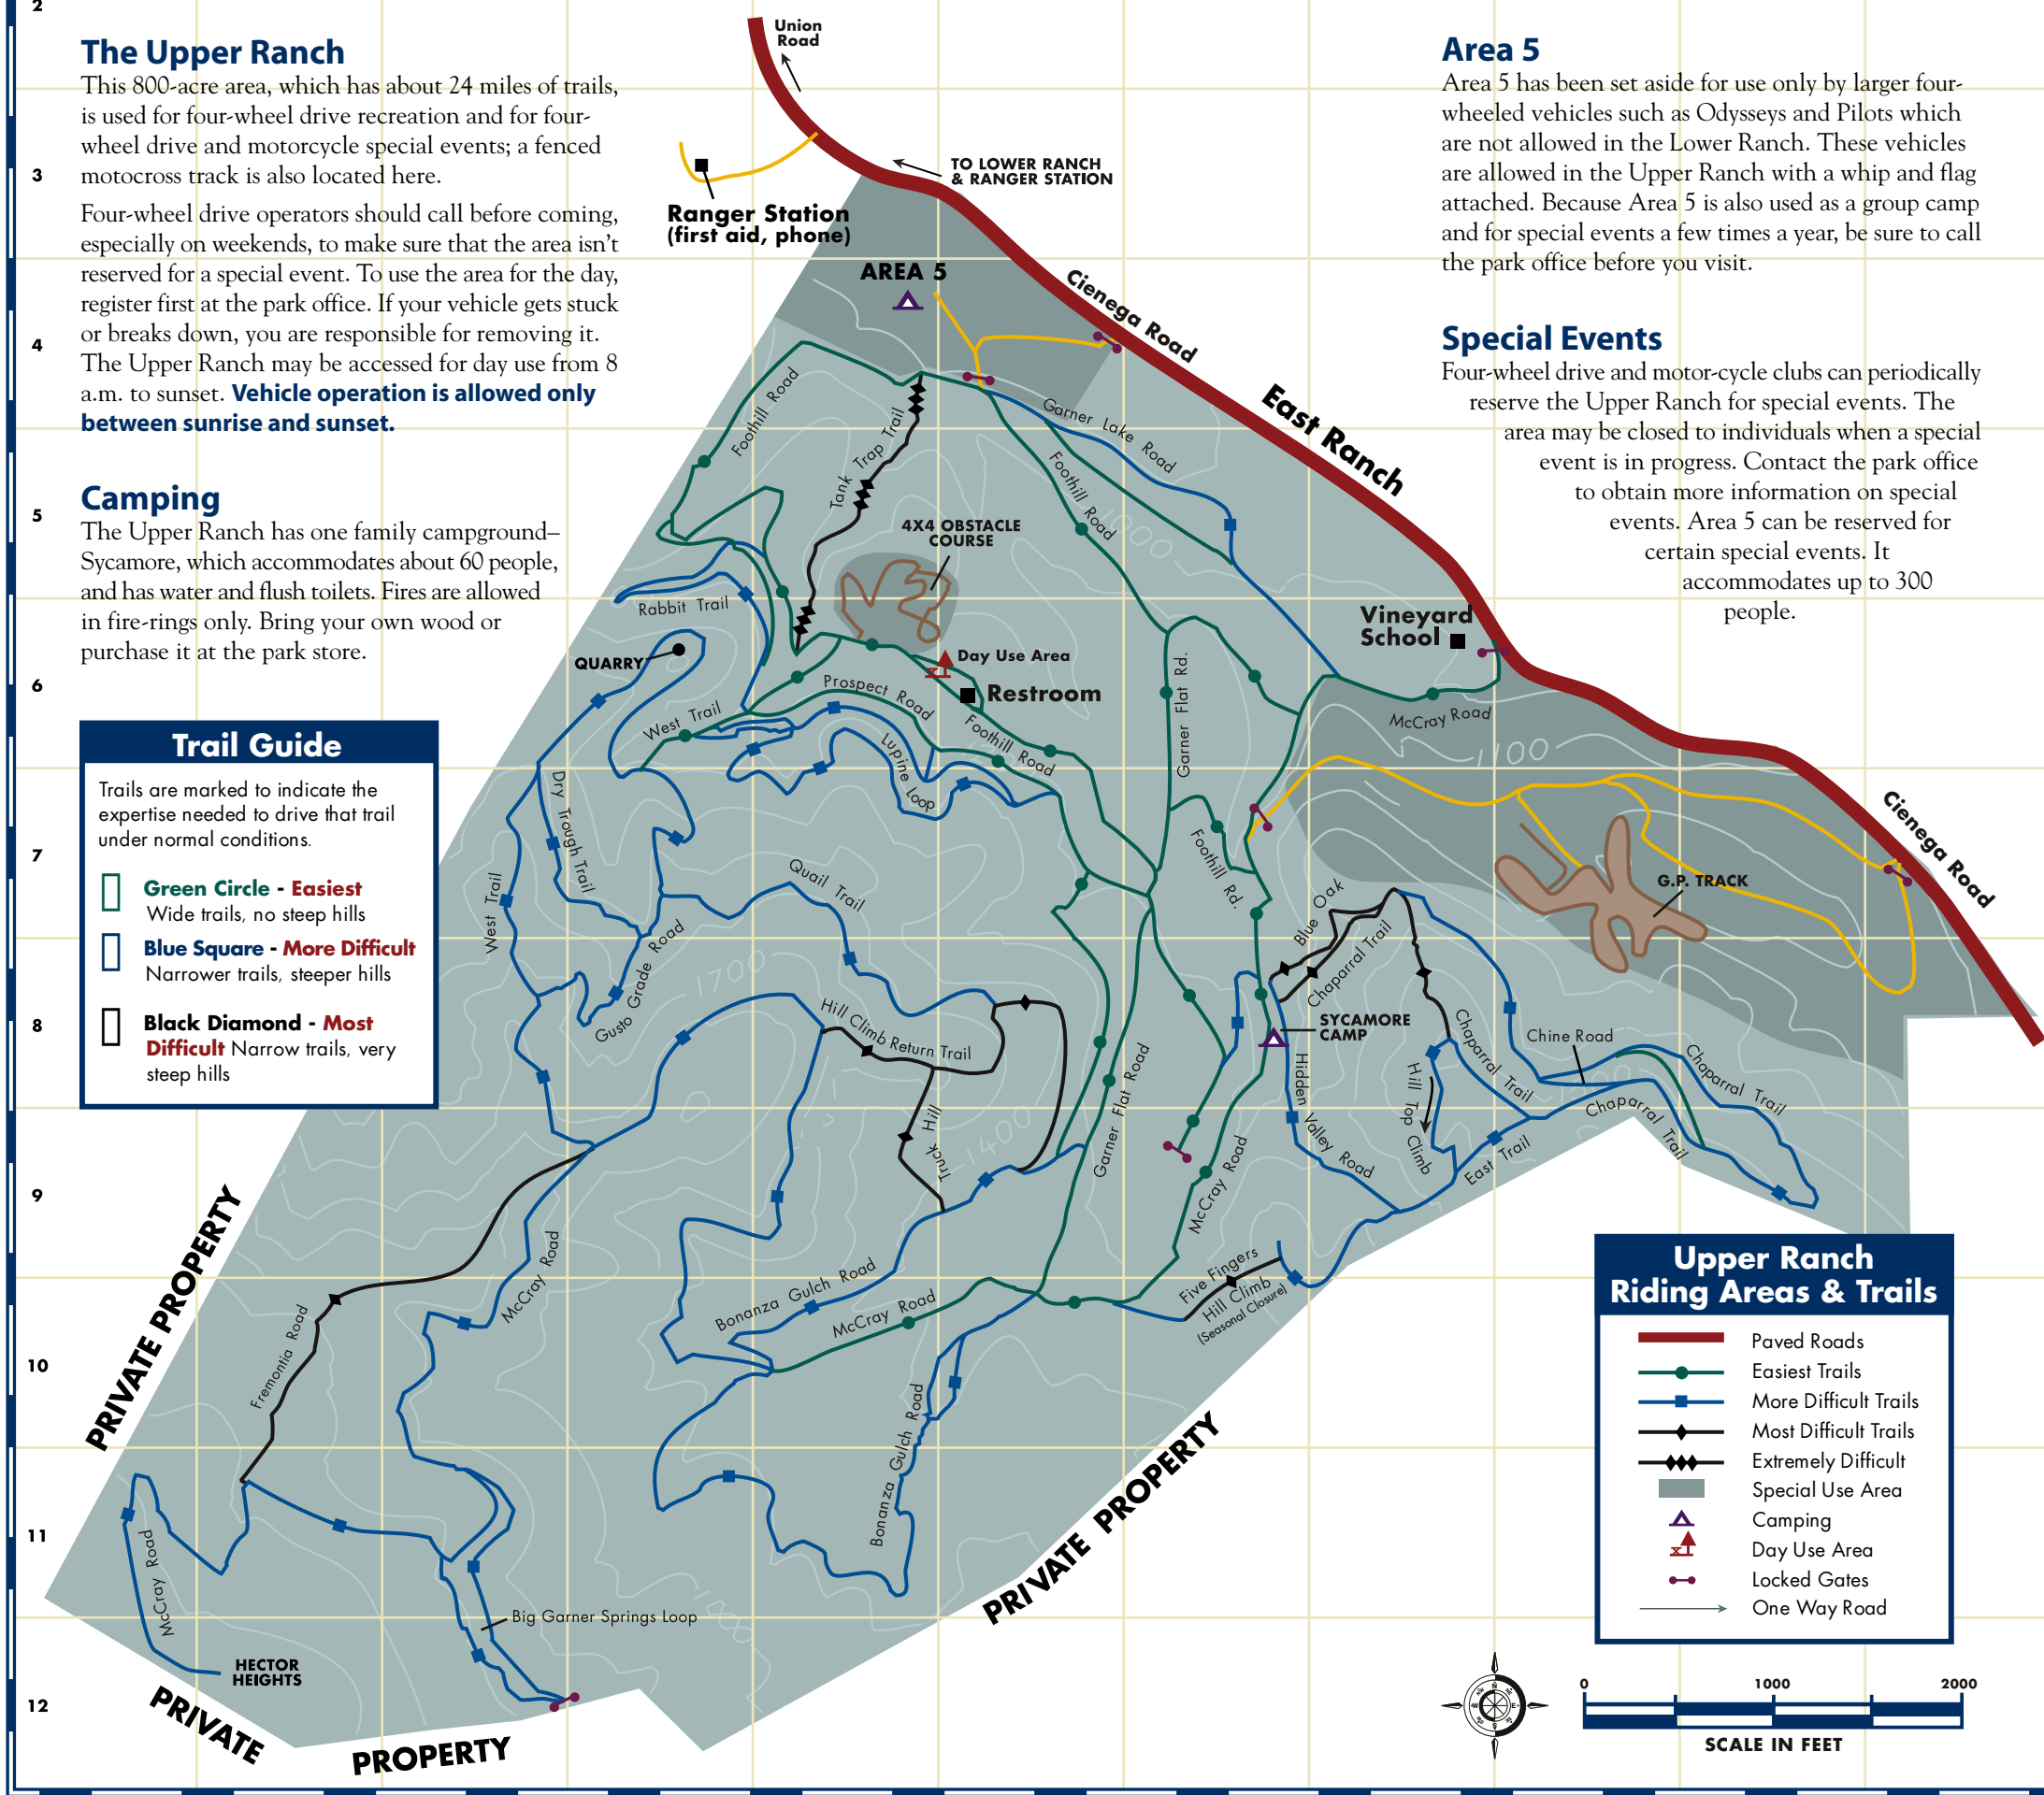 2
3
4
5
6
7
8
9
10
11
12
The Upper Ranch
This 800-acre area, which has about 24 miles of trails,
is used for four-wheel drive recreation and for four-
wheel drive and motorcycle special events; a fenced
motocross track is also located here.
Four-wheel drive operators should call before coming,
especially on weekends, to make sure that the area isn't
reserved for a special event. To use the area for the day,
register first at the park office. If your vehicle gets stuck
or breaks down, you are responsible for removing it.
The Upper Ranch may be accessed for day use from 8
a.m. to sunset. Vehicle operation is allowed only
between sunrise and sunset.
Camping
The Upper Ranch has one family campground–
Sycamore, which accommodates about 60 people,
and has water and flush toilets. Fires are allowed
in fire-rings only. Bring your own wood or
purchase it at the park store.
Trail Guide
Trails are marked to indicate the
expertise needed to drive that trail
under normal conditions.
Green Circle - Easiest
Wide trails, no steep hills
Blue Square - More Difficult
Narrower trails, steeper hills
Black Diamond - Most
Difficult Narrow trails, very
steep hills
Area 5
Area 5 has been set aside for use only by larger four-
wheeled vehicles such as Odysseys and Pilots which
are not allowed in the Lower Ranch. These vehicles
are allowed in the Upper Ranch with a whip and flag
attached. Because Area 5 is also used as a group camp
and for special events a few times a year, be sure to call
the park office before you visit.
Special Events
Four-wheel drive and motor-cycle clubs can periodically
reserve the Upper Ranch for special events. The
area may be closed to individuals when a special
event is in progress. Contact the park office
to obtain more information on special
events. Area 5 can be reserved for
certain special events. It
accommodates up to 300
people.
Union
Road
TO LOWER RANCH
& RANGER STATION
Ranger Station
(first aid, phone)
AREA 5
Cienega Road
East Ranch
Garner Lake Road
Foothill Road
Tank Trap Trail
Foothill Road
1000
4X4 OBSTACLE
COURSE
Rabbit Trail
QUARRY
Day Use Area
Restroom
Vineyard
School
McCray Road
1100
Prospect Road
West Trail
Foothill Road
Lupine Loop
Garner Flat Rd.
Dry Trough Trail
West Trail
Quail Trail
Gusto Grade Road
1700
Foothill Rd.
Blue Oak
Chaparral Trail
G.P. TRACK
Cienega Road
Hill Climb Return Trail
SYCAMORE
CAMP
Hidden Valley Road
Hill Top Climb
Chaparral Trail
Chine Road
Chaparral Trail
Chaparral Trail
East Trail
Truck Hill
1400
Garner Flat Road
McCray Road
Five Fingers
Hill Climb
(Seasonal Closure)
Bonanza Gulch Road
McCray Road
McCray Road
Fremontia Road
Bonanza Gulch Road
McCray Road
Big Garner Springs Loop
HECTOR
HEIGHTS
PRIVATE PROPERTY
PRIVATE PROPERTY
PRIVATE PROPERTY
Upper Ranch
Riding Areas & Trails
Paved Roads
Easiest Trails
More Difficult Trails
Most Difficult Trails
Extremely Difficult
Special Use Area
Camping
Day Use Area
Locked Gates
One Way Road
0 1000 2000
SCALE IN FEET